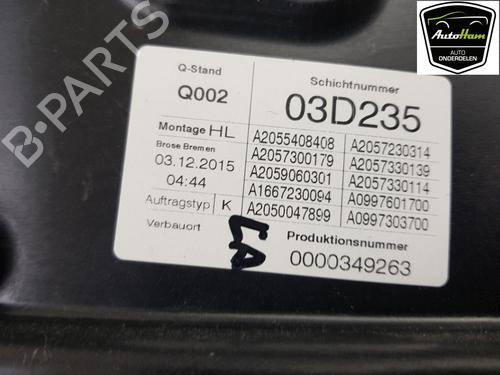 AutoHam
AUTO
ONDERDELEN
B-PARTS
Q-Stand
Schichtnummer
Q002
03D235
Montage HL
Brose Bremen
03.12.2015
04:44
A2055408408 A2057230314
A2057300179 A2057330139
A2059060301 A2057330114
A1667230094 A0997601700
A2050047899 A0997303700
Auftragstyp K
Verbauort
Produktionsnummer
0000349263